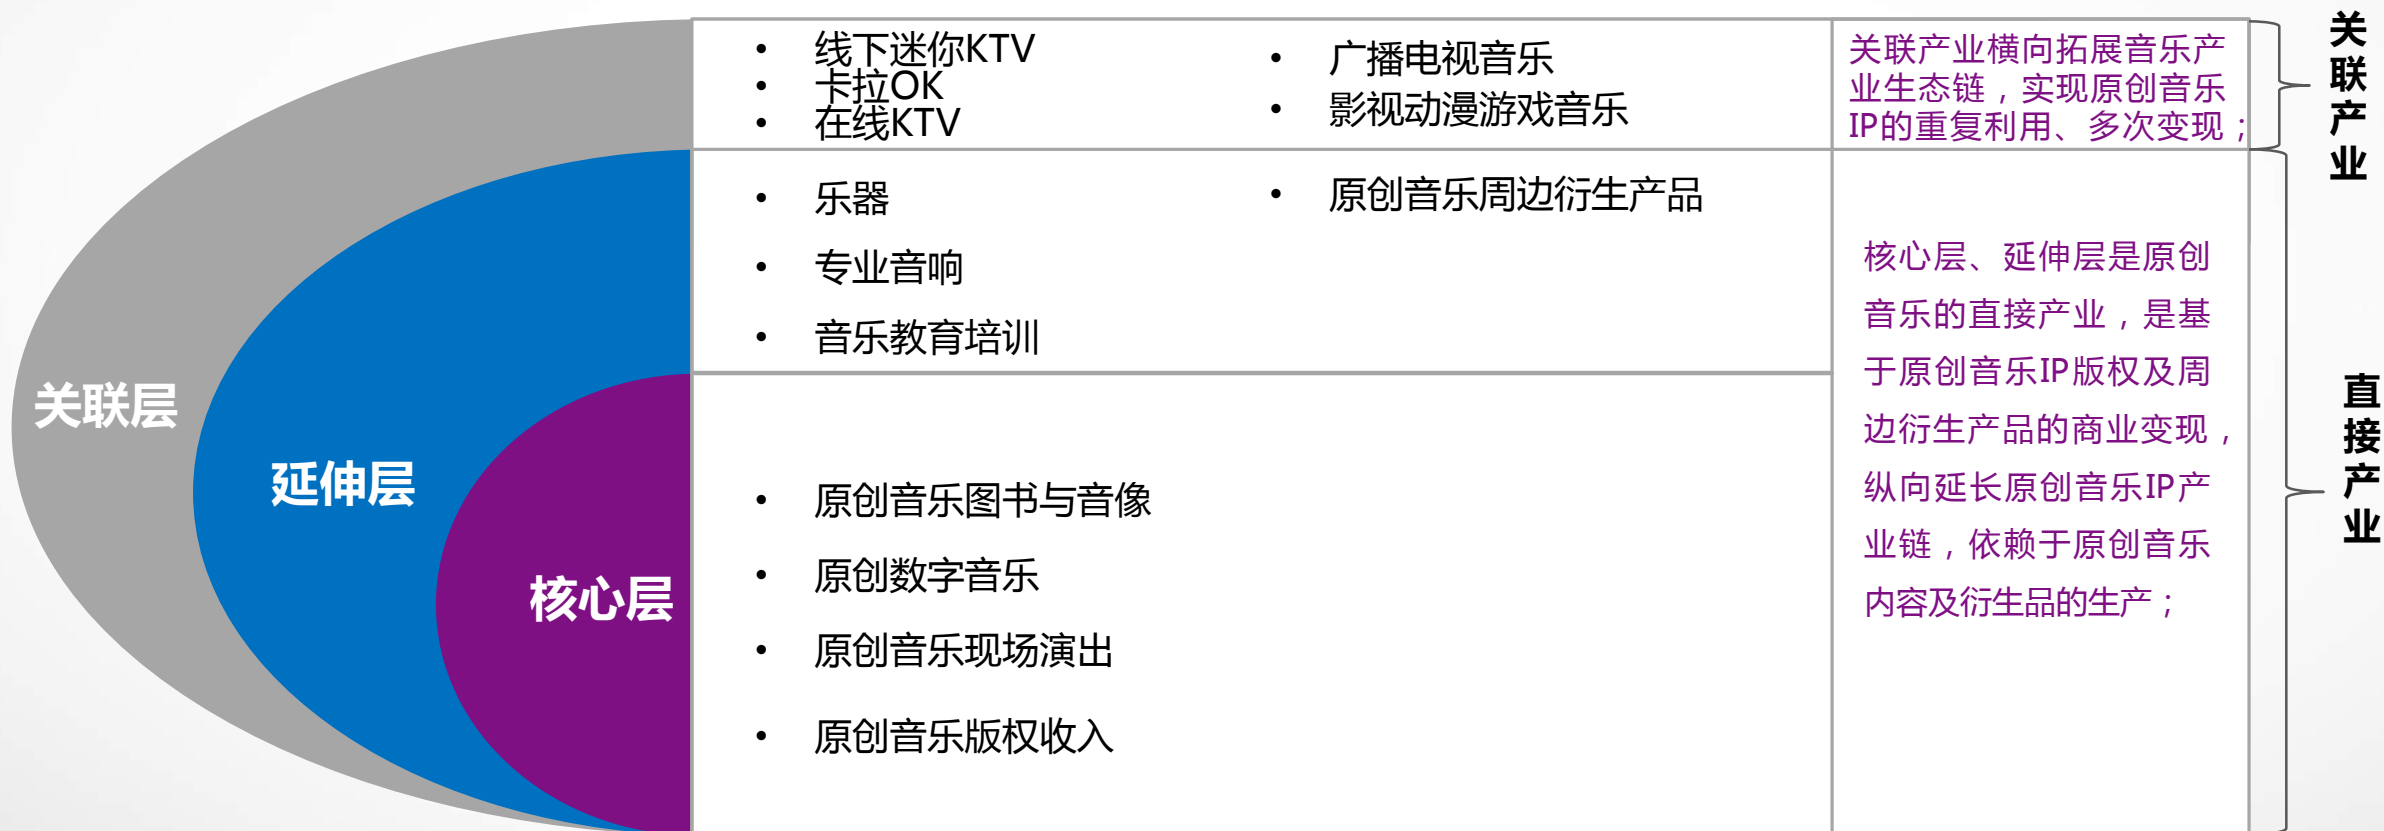 关联层
延伸层
核心层
• 线下迷你KTV
• 卡拉OK
• 在线KTV
• 广播电视音乐
• 影视动漫游戏音乐
关联产业横向拓展音乐产
业生态链，实现原创音乐
IP的重复利用、多次变现；
关
联
产
业
• 乐器
• 专业音响
• 音乐教育培训
• 原创音乐周边衍生产品
• 原创音乐图书与音像
• 原创数字音乐
• 原创音乐现场演出
• 原创音乐版权收入
核心层、延伸层是原创
音乐的直接产业，是基
于原创音乐IP版权及周
边衍生产品的商业变现，
纵向延长原创音乐IP产
业链，依赖于原创音乐
内容及衍生品的生产；
直
接
产
业